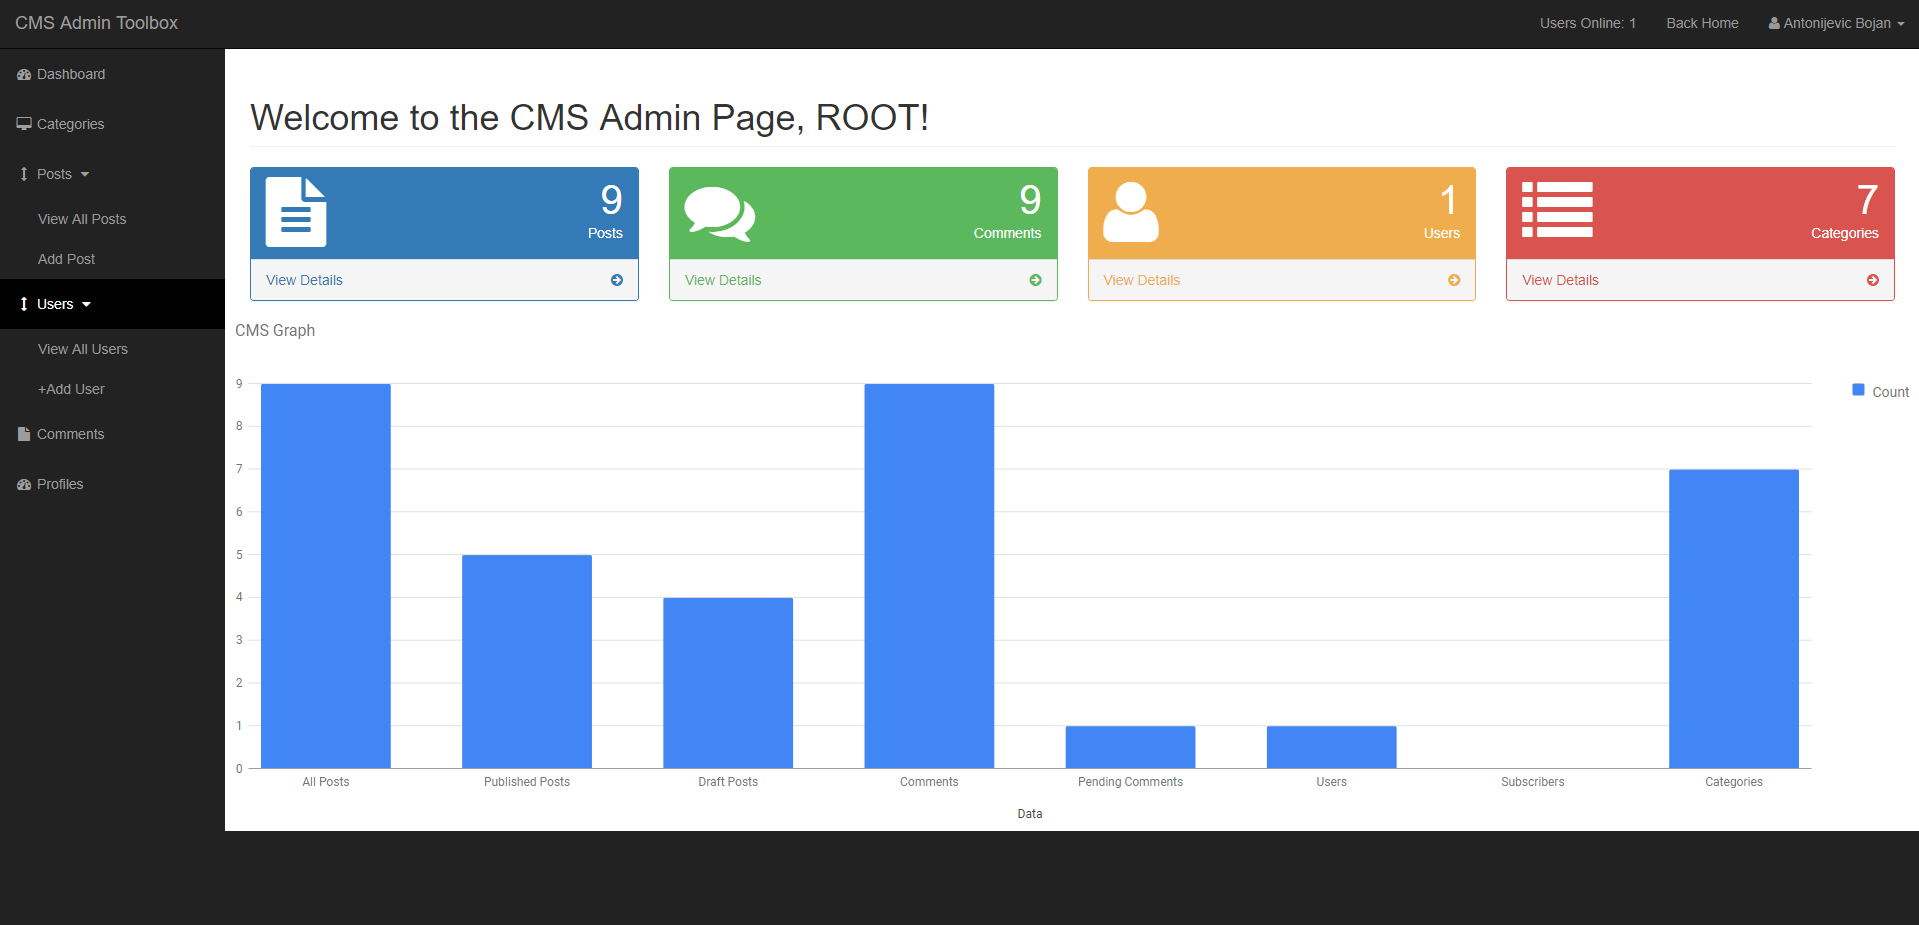 CMS Admin Toolbox
Users Online: 1 Back Home Antonijevic Bojan
Dashboard
Categories
Posts
View All Posts
Add Post
Users
View All Users
+Add User
Comments
Profiles
Welcome to the CMS Admin Page, ROOT!
9
Posts
View Details
9
Comments
View Details
1
Users
View Details
7
Categories
View Details
CMS Graph
9
8
7
6
5
4
3
2
1
0
Count
All Posts Published Posts Draft Posts Comments Pending Comments Users Subscribers Categories
Data